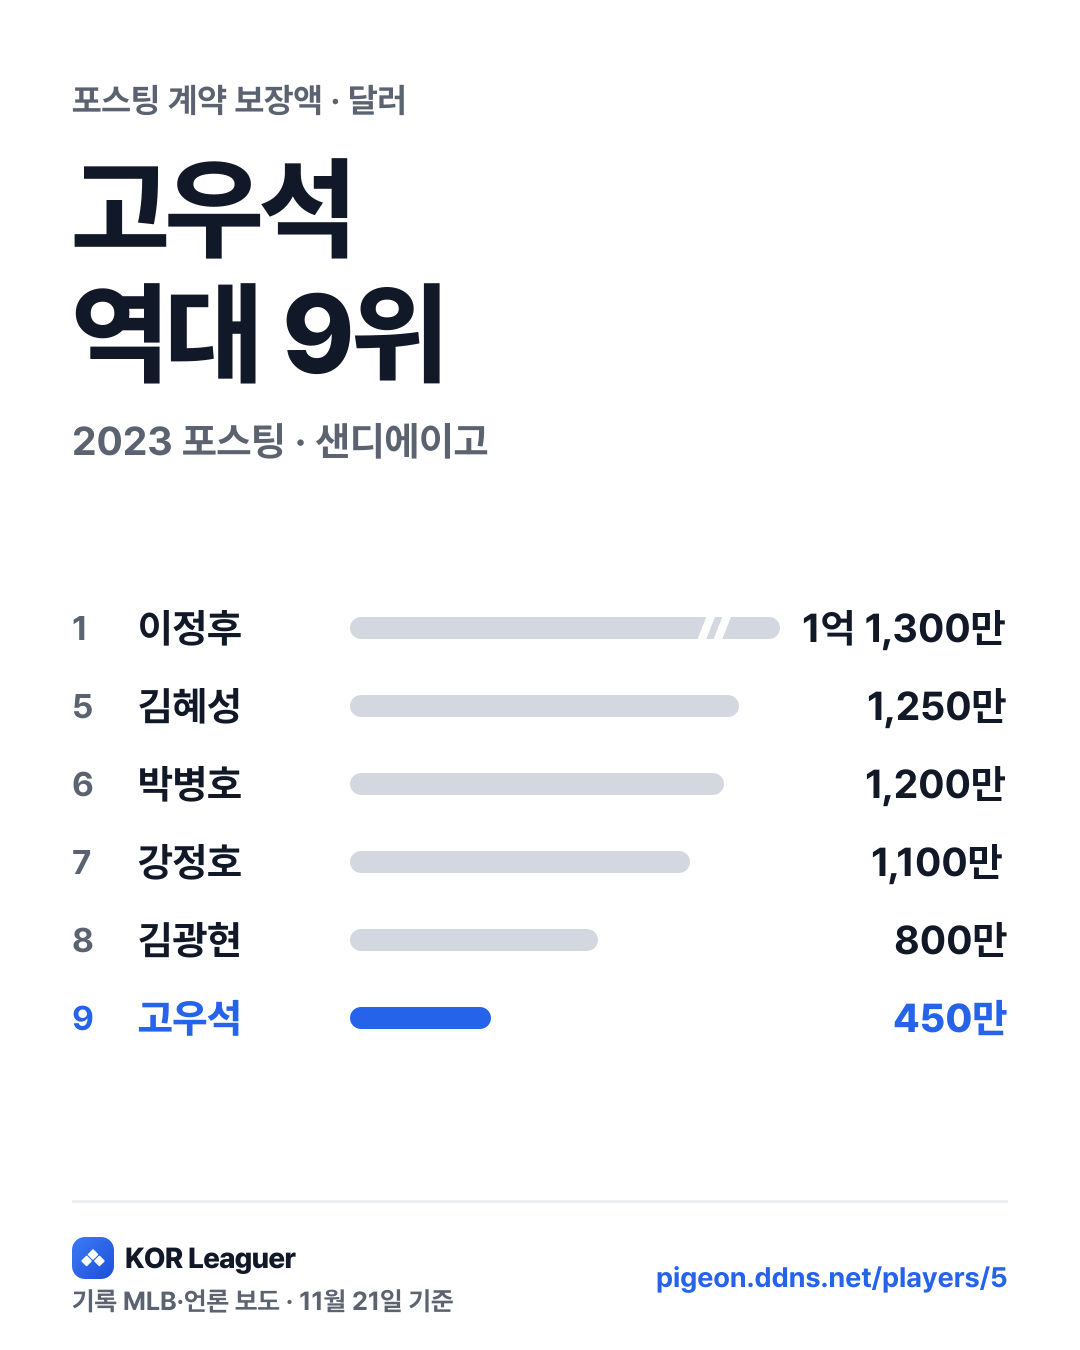 포스팅 계약 보장액 · 달러
고우석
역대 9위
2023 포스팅 · 샌디에이고
1 이정후 1억 1,300만
5 김혜성 1,250만
6 박병호 1,200만
7 강정호 1,100만
8 김광현 800만
9 고우석 450만
KOR Leaguer
기록 MLB·언론 보도 · 11월 21일 기준
pigeon.ddns.net/players/5